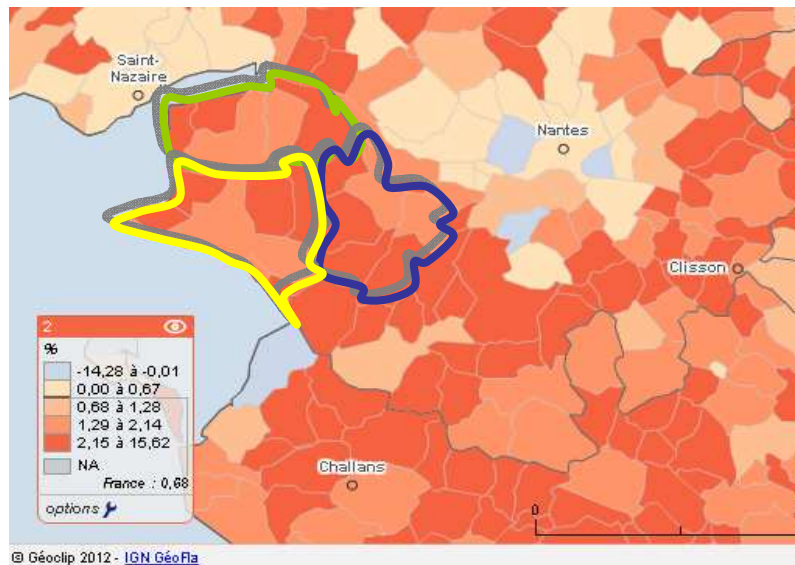 Saint-
Nazaire
Nantes
Clisson
2
%
-14,28 à -0,01
0,00 à 0,67
0,68 à 1,28
1,29 à 2,14
2,15 à 15,62
NA
France : 0,68
options
Challans
0
© Géoclip 2012 - IGN GéoFla